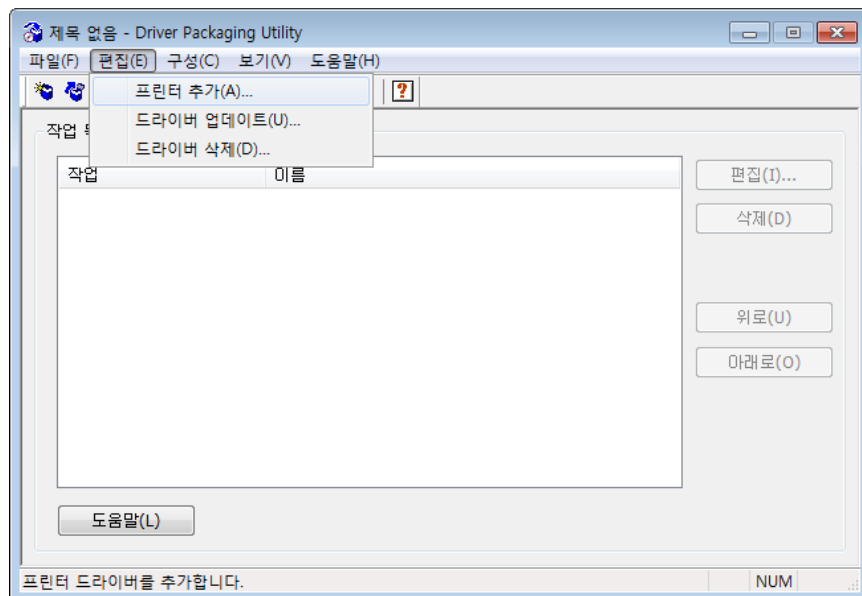 제목 없음 - Driver Packaging Utility
파일(F) 편집(E) 구성(C) 보기(V) 도움말(H)
프린터 추가(A)...
드라이버 업데이트(U)...
드라이버 삭제(D)...
작업
작업 이름
편집(I)...
삭제(D)
위로(U)
아래로(O)
도움말(L)
프린터 드라이버를 추가합니다. NUM